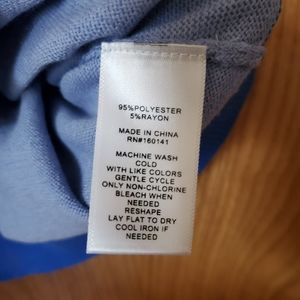 95%POLYESTER
5%RAYON
MADE IN CHINA
RN#160141
MACHINE WASH
COLD
WITH LIKE COLORS
GENTLE CYCLE
ONLY NON-CHLORINE
BLEACH WHEN
NEEDED
RESHAPE
LAY FLAT TO DRY
COOL IRON IF
NEEDED